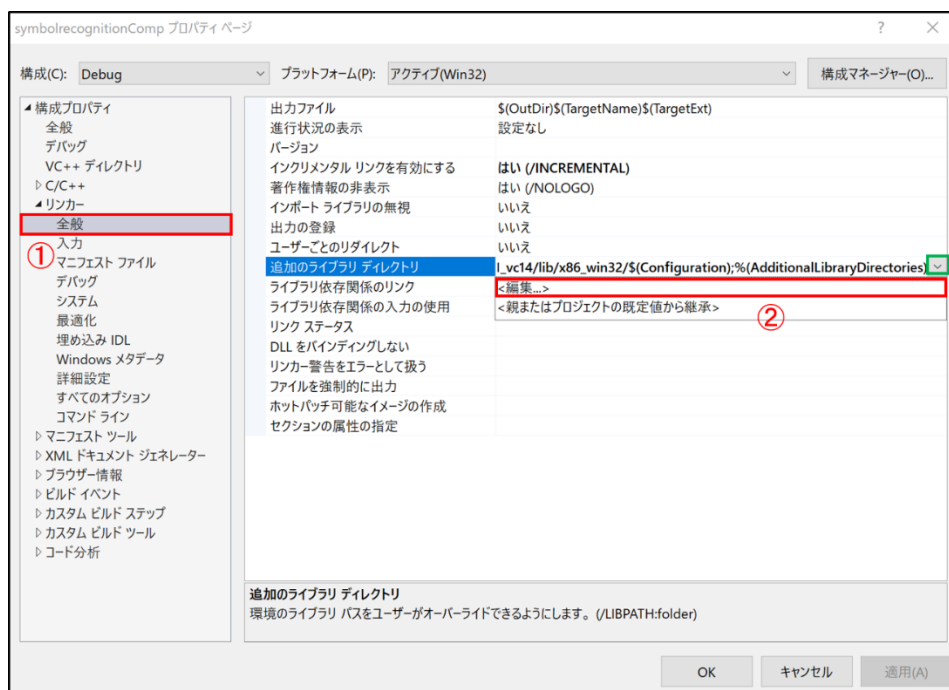 symbolrecognitionComp プロパティ ページ
?
構成(C): Debug プラットフォーム(P): アクティブ(Win32) 構成マネージャー(O)...
構成プロパティ
全般
デバッグ
VC++ ディレクトリ
C/C++
リンカー
全般
①
入力
マニフェスト ファイル
デバッグ
システム
最適化
埋め込み IDL
Windows メタデータ
詳細設定
すべてのオプション
コマンド ライン
マニフェスト ツール
XML ドキュメント ジェネレーター
ブラウザー情報
ビルド イベント
カスタム ビルド ステップ
カスタム ビルド ツール
コード分析
出力ファイル $(OutDir)$(TargetName)$(TargetExt)
進行状況の表示 設定なし
バージョン
インクリメンタル リンクを有効にする はい (/INCREMENTAL)
著作権情報の非表示 はい (/NOLOGO)
インポート ライブラリの無視 いいえ
出力の登録 いいえ
ユーザーごとのリダイレクト いいえ
追加のライブラリ ディレクトリ l_vc14/lib/x86_win32/$(Configuration);%(AdditionalLibraryDirectories)
ライブラリ依存関係のリンク <編集...>
ライブラリ依存関係の入力の使用 <親またはプロジェクトの既定値から継承>
②
リンク ステータス
DLL をバインディングしない
リンカー警告をエラーとして扱う
ファイルを強制的に出力
ホットパッチ可能なイメージの作成
セクションの属性の指定
追加のライブラリ ディレクトリ
環境のライブラリ パスをユーザーがオーバーライドできるようにします。(/LIBPATH:folder)
OK キャンセル 適用(A)